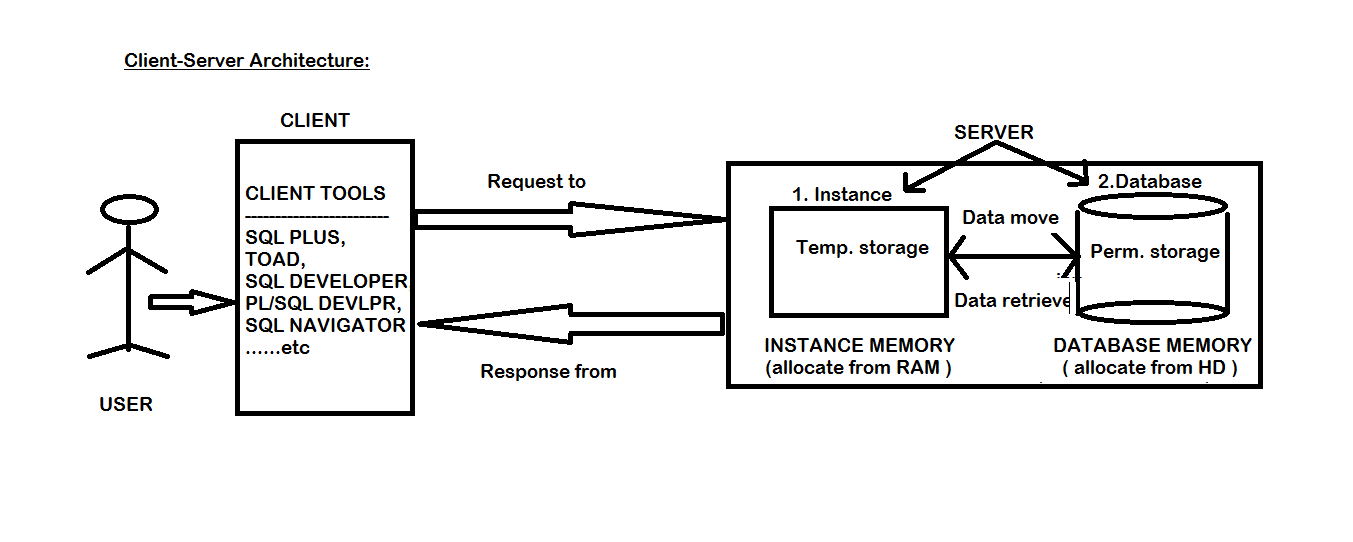 Client-Server Architecture:
CLIENT
CLIENT TOOLS
------------------------
SQL PLUS,
TOAD,
SQL DEVELOPER
PL/SQL DEVLPR,
SQL NAVIGATOR
......etc
USER
Request to
Response from
SERVER
1. Instance
Temp. storage
INSTANCE MEMORY
(allocate from RAM )
Data move
Data retrieve
2.Database
Perm. storage
DATABASE MEMORY
( allocate from HD )